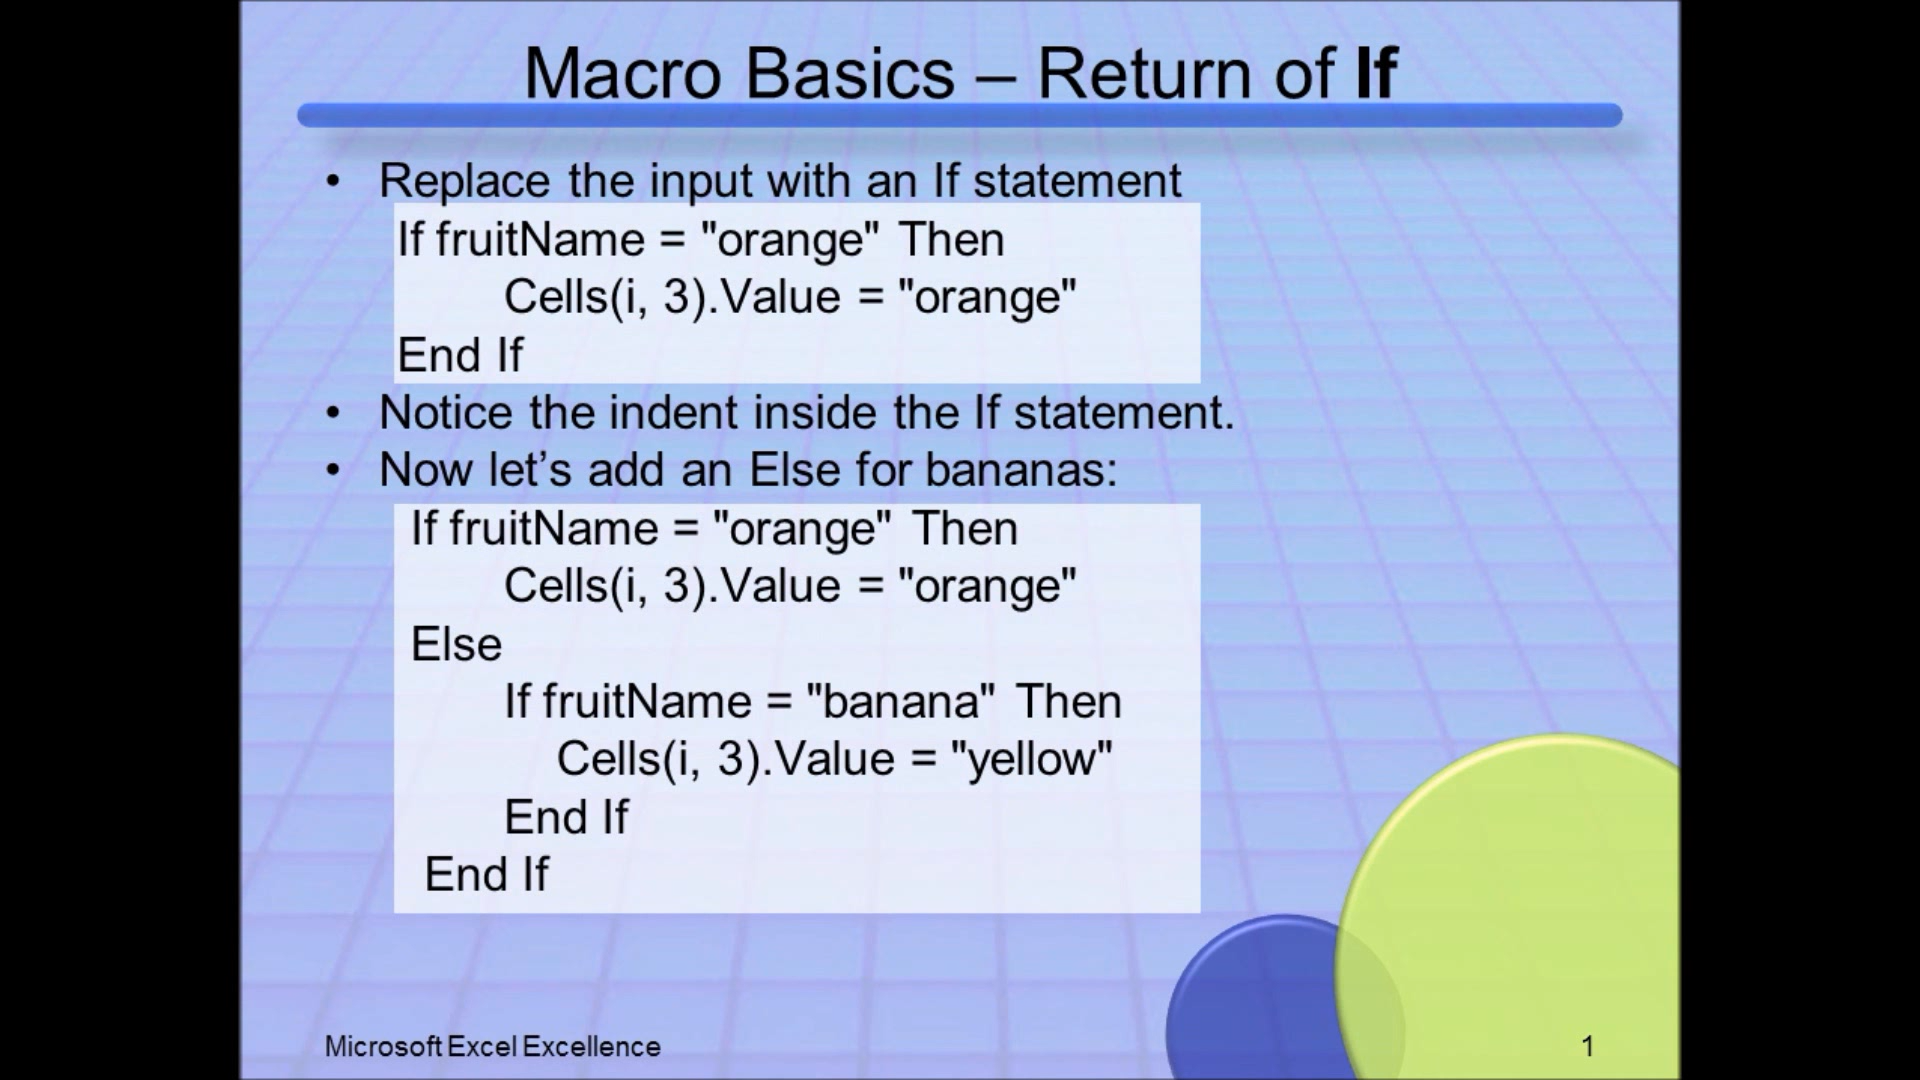 Macro Basics – Return of If
• Replace the input with an If statement
If fruitName = "orange" Then
Cells(i, 3).Value = "orange"
End If
• Notice the indent inside the If statement.
• Now let’s add an Else for bananas:
If fruitName = "orange" Then
Cells(i, 3).Value = "orange"
Else
If fruitName = "banana" Then
Cells(i, 3).Value = "yellow"
End If
End If
Microsoft Excel Excellence
1